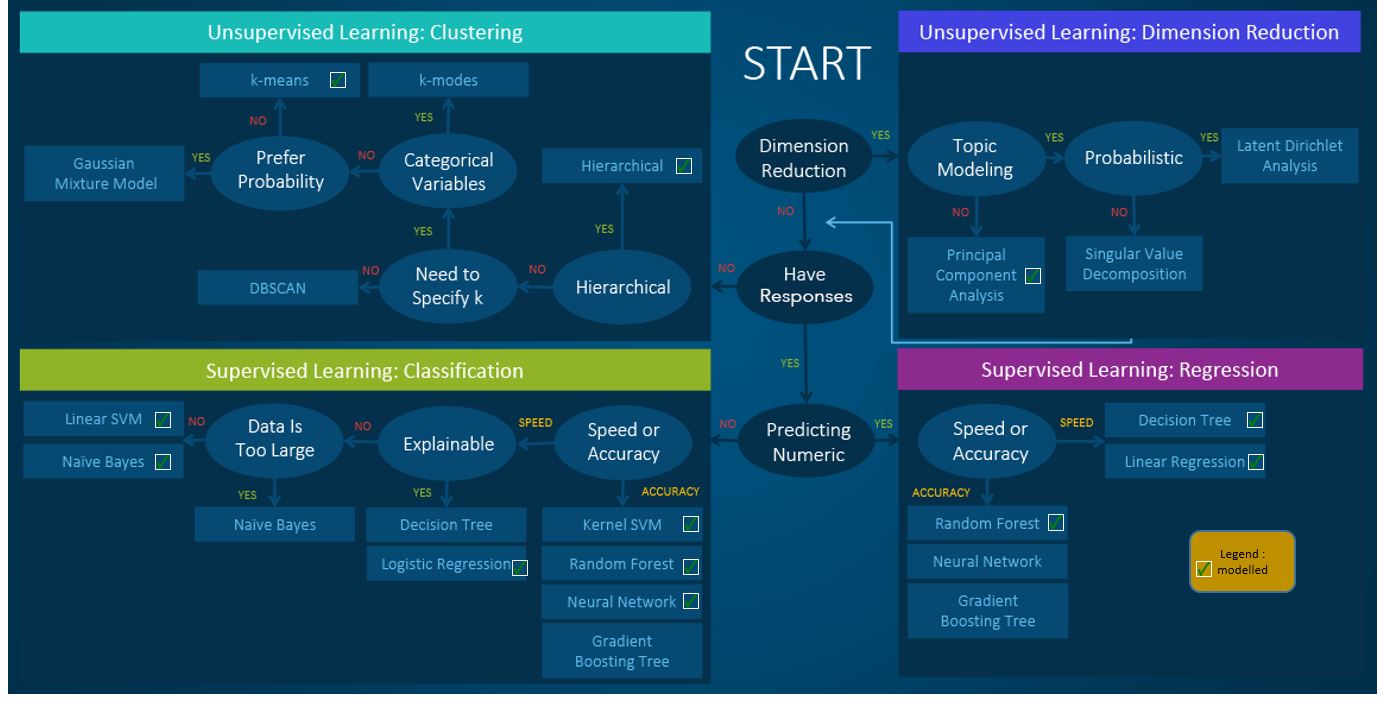 Unsupervised Learning: Clustering
k-means
k-modes
NO
YES
Gaussian
Mixture Model
YES
Prefer
Probability
NO
Categorical
Variables
Hierarchical
YES
YES
DBSCAN
NO
Need to
Specify k
NO
Hierarchical
START
Dimension
Reduction
YES
NO
NO
Have
Responses
YES
NO
Predicting
Numeric
YES
Unsupervised Learning: Dimension Reduction
Topic
Modeling
YES
Probabilistic
YES
Latent Dirichlet
Analysis
NO
NO
Principal
Component
Analysis
Singular Value
Decomposition
Supervised Learning: Classification
Linear SVM
Naïve Bayes
NO
Data Is
Too Large
NO
Explainable
SPEED
Speed or
Accuracy
YES
YES
ACCURACY
Naïve Bayes
Decision Tree
Logistic Regression
Kernel SVM
Random Forest
Neural Network
Gradient
Boosting Tree
Supervised Learning: Regression
Speed or
Accuracy
SPEED
Decision Tree
Linear Regression
ACCURACY
Random Forest
Neural Network
Gradient
Boosting Tree
Legend :
modelled